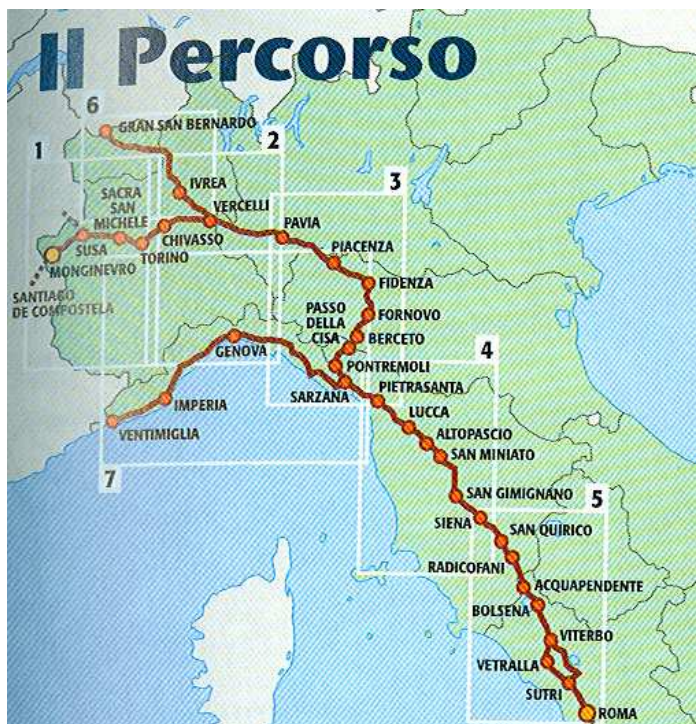 Il Percorso
6
GRAN SAN BERNARDO
1
2
IVREA
3
SACRA
SAN
MICHELE
VERCELLI
CHIVASSO
PAVIA
SUSA
TORINO
MONGINEVRO
PIACENZA
SANTIAGO
DE COMPOSTELA
FIDENZA
PASSO
DELLA
CISA
FORNOVO
BERCETO
GENOVA
4
PONTREMOLI
PIETRASANTA
SARZANA
IMPERIA
LUCCA
VENTIMIGLIA
ALTOPASCIO
SAN MINIATO
7
SAN GIMIGNANO
5
SIENA
SAN QUIRICO
RADICOFANI
ACQUAPENDENTE
BOLSENA
VITERBO
VETRALLA
SUTRI
ROMA